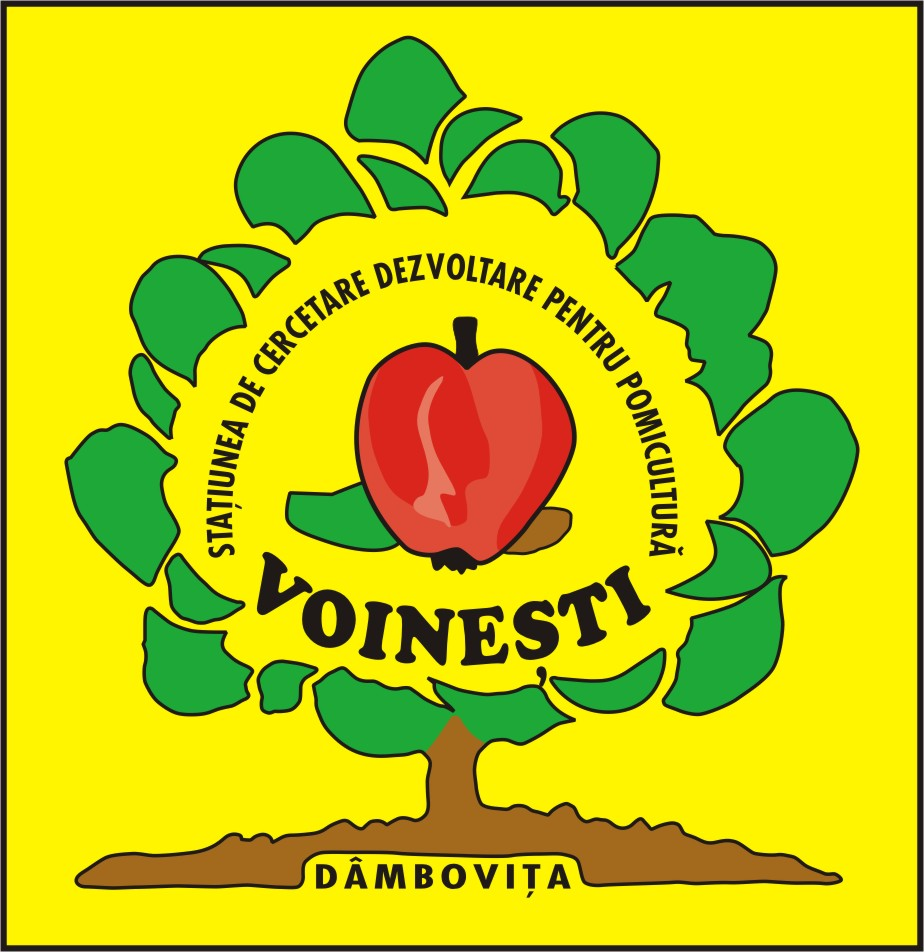 STAȚIUNEA DE CERCETARE DEZVOLTARE PENTRU POMICULTURĂ
VOINEȘTI
DÂMBOVIȚA